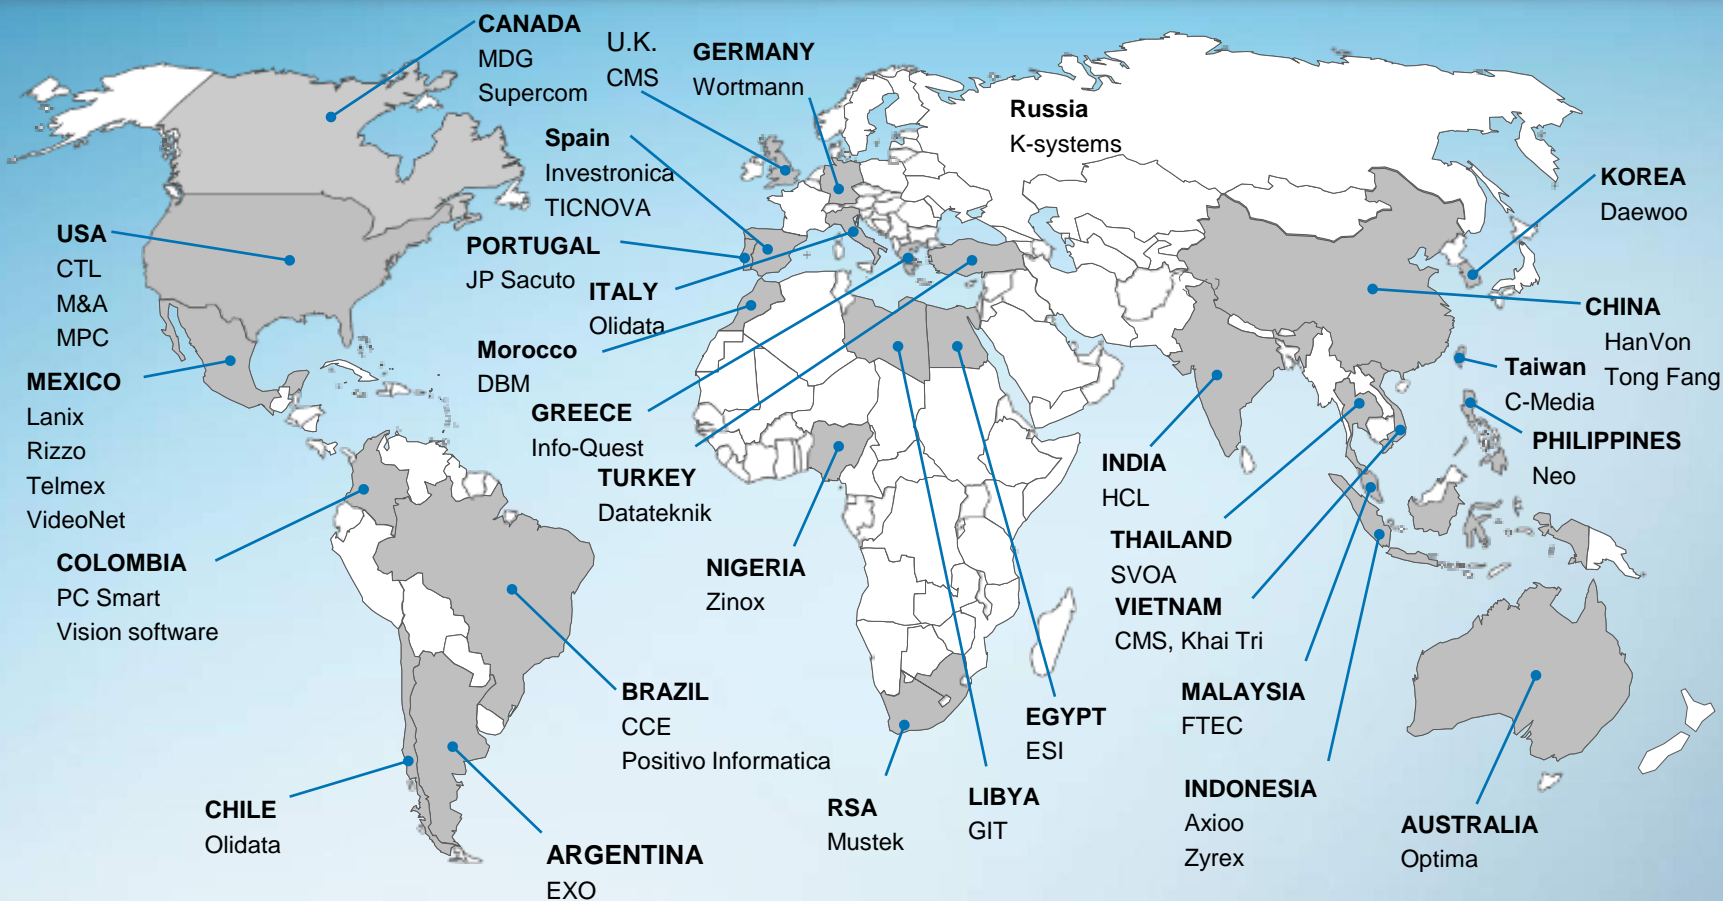 CANADA
MDG
Supercom
U.K.
CMS
GERMANY
Wortmann
Russia
K-systems
Spain
Investronica
TICNOVA
KOREA
Daewoo
USA
CTL
M&A
MPC
PORTUGAL
JP Sacuto
ITALY
Olidata
CHINA
HanVon
Tong Fang
Morocco
DBM
Taiwan
C-Media
MEXICO
Lanix
Rizzo
Telmex
VideoNet
GREECE
Info-Quest
PHILIPPINES
Neo
TURKEY
Datateknik
INDIA
HCL
THAILAND
SVOA
COLOMBIA
PC Smart
Vision software
NIGERIA
Zinox
VIETNAM
CMS, Khai Tri
BRAZIL
CCE
Positivo Informatica
MALAYSIA
FTEC
EGYPT
ESI
CHILE
Olidata
RSA
Mustek
LIBYA
GIT
INDONESIA
Axioo
Zyrex
AUSTRALIA
Optima
ARGENTINA
EXO